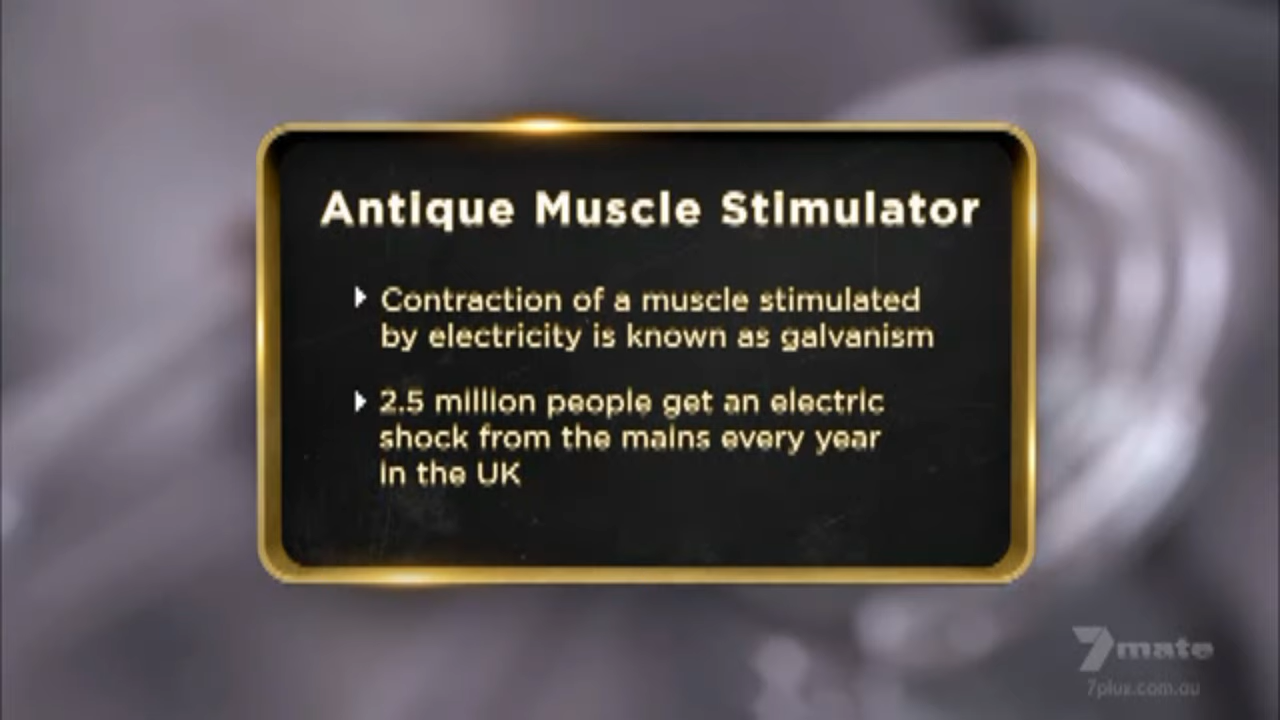 Antique Muscle Stimulator
Contraction of a muscle stimulated
by electricity is known as galvanism
2.5 million people get an electric
shock from the mains every year
in the UK
7mate
7plus.com.au